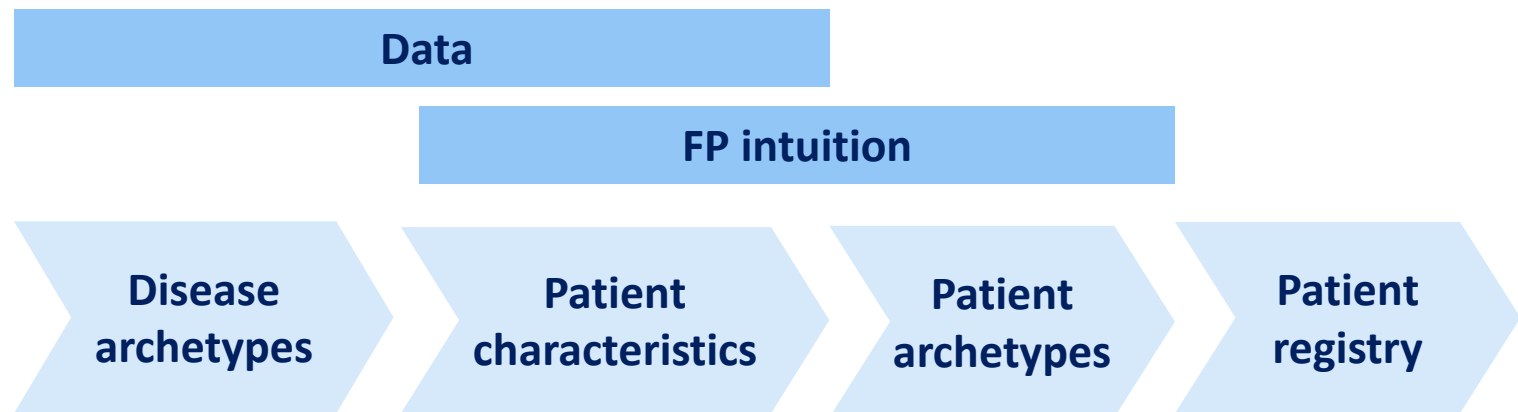 Data
FP intuition
Disease
archetypes
Patient
characteristics
Patient
archetypes
Patient
registry